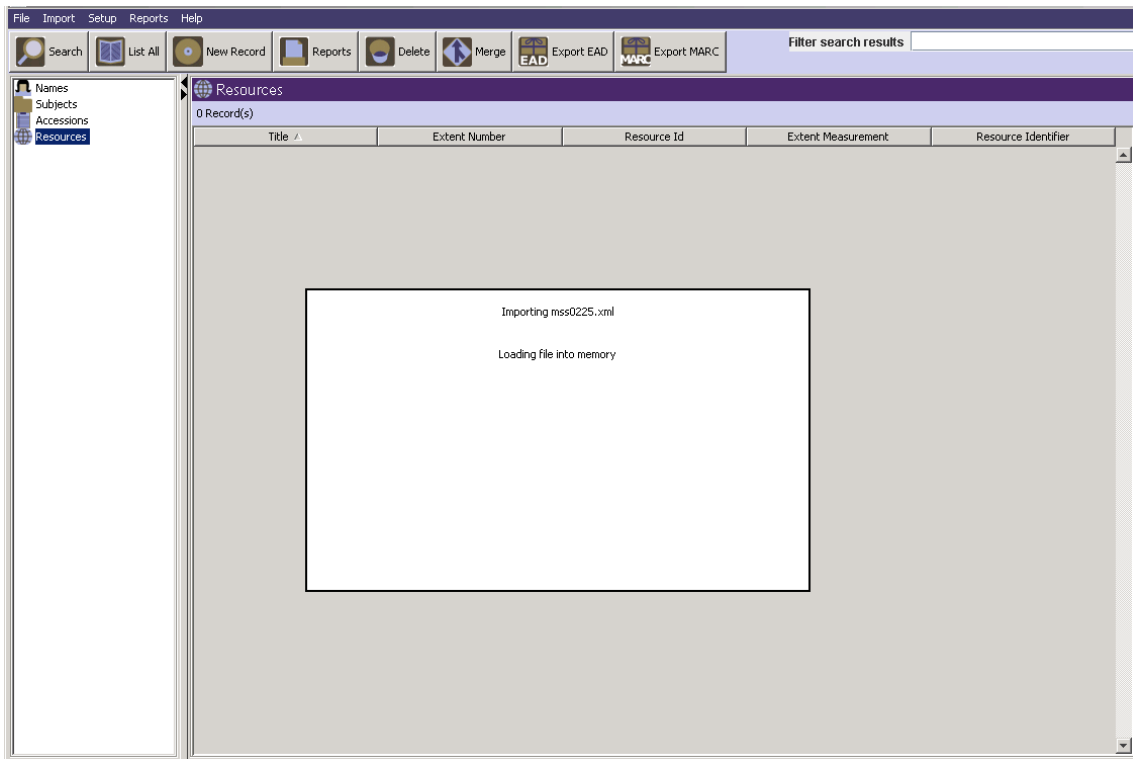 File Import Setup Reports Help
Search List All New Record Reports Delete Merge EAD Export EAD MARC Export MARC Filter search results
Names
Subjects
Accessions
Resources
Resources
0 Record(s)
Title Extent Number Resource Id Extent Measurement Resource Identifier
Importing mss0225.xml
Loading file into memory